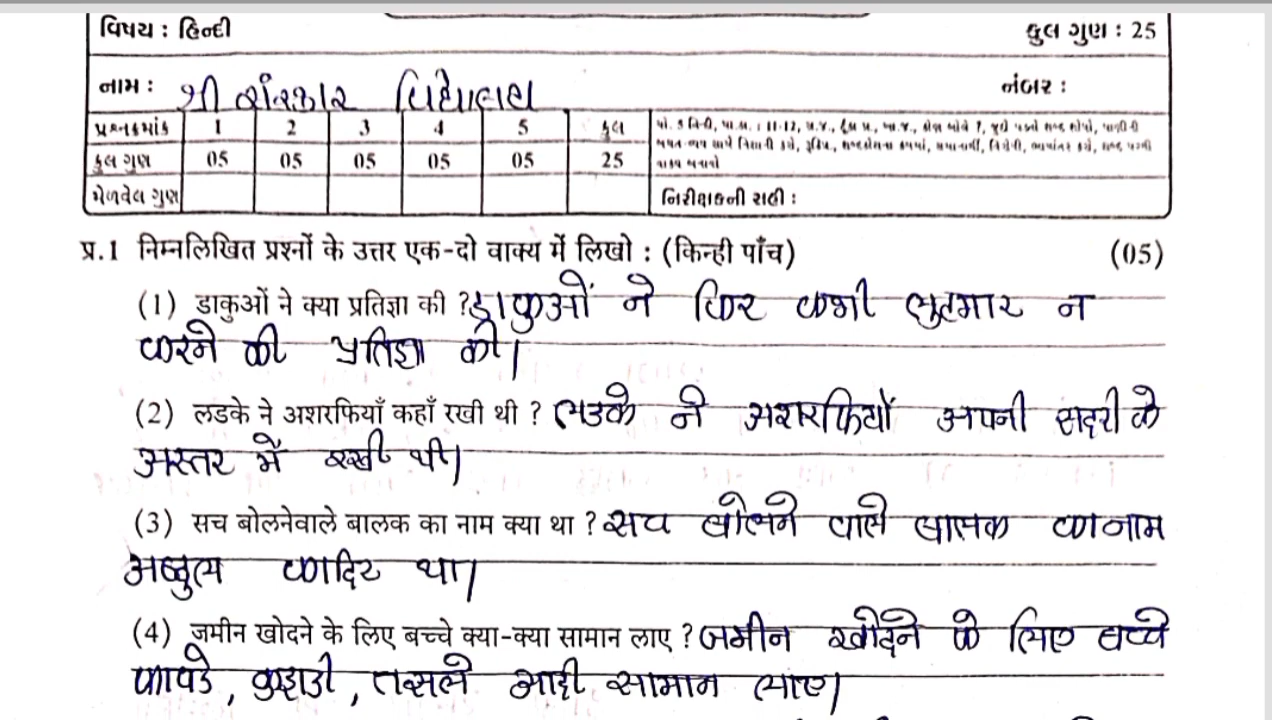 વિષય : હિન્દી કુલ ગુણ : 25
નામ : श्री संस्कार विद्यालय નંબર :
પ્રશ્નક્રમાંક 1 2 3 4 5 કુલ
કુલ ગુણ 05 05 05 05 05 25
મેળવેલ ગુણ નિરીક્ષકની સહી :
प्र.1 निम्नलिखित प्रश्नों के उत्तर एक-दो वाक्य में लिखो : (किन्ही पाँच) (05)
(1) डाकुओं ने क्या प्रतिज्ञा की ? डाकुओं ने फिर कभी लुटमार न
करने की प्रतिज्ञा की।
(2) लडके ने अशरफियाँ कहाँ रखी थी ? लडके ने अशरफियाँ अपनी सदरी के
अस्तर में रखी थी।
(3) सच बोलनेवाले बालक का नाम क्या था ? सच बोलने वाले बालक का नाम
अब्दुल कादिर था।
(4) जमीन खोदने के लिए बच्चे क्या-क्या सामान लाए ? जमीन खोदने के लिए बच्चे
फावडे, कुल्हाडी, तसले आदी सामान लाए।